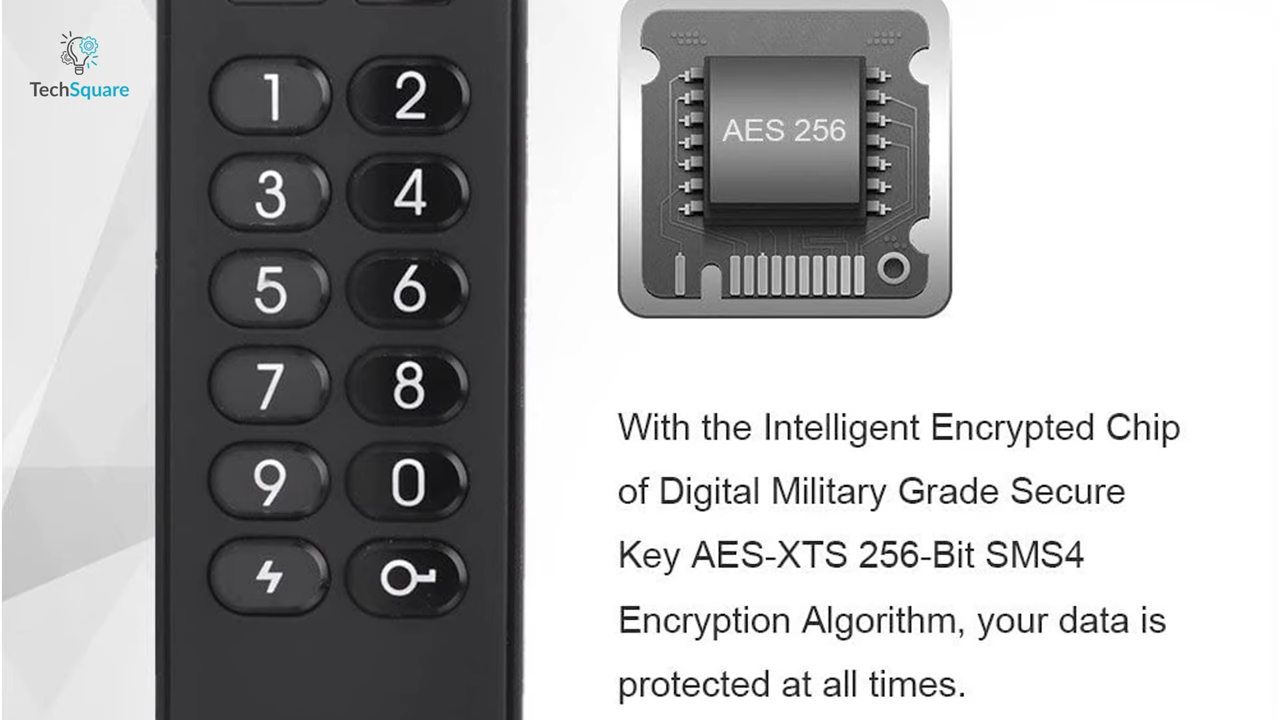 TechSquare
1 2
3 4
5 6
7 8
9 0
AES 256
With the Intelligent Encrypted Chip
of Digital Military Grade Secure
Key AES-XTS 256-Bit SMS4
Encryption Algorithm, your data is
protected at all times.